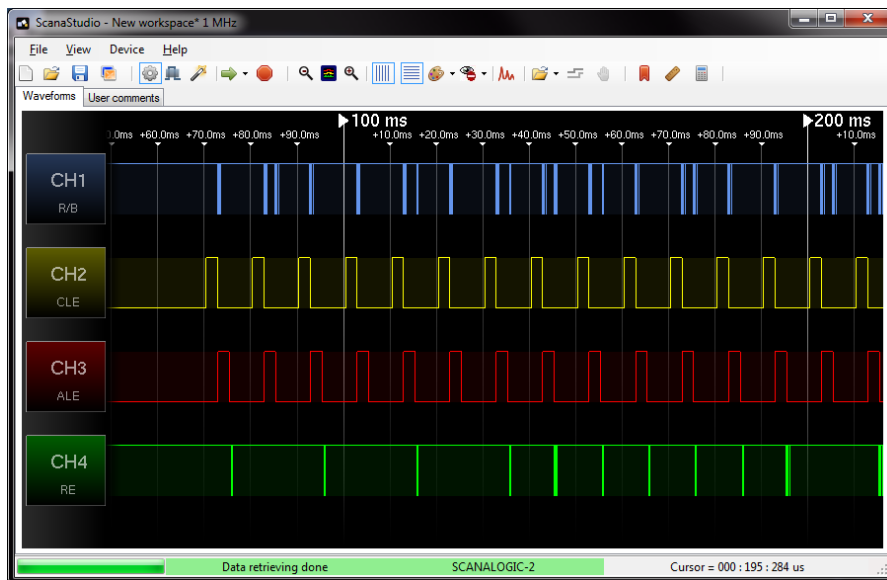 ScanaStudio - New workspace* 1 MHz
File View Device Help
Waveforms User comments
100 ms 200 ms
.0ms +60.0ms +70.0ms +80.0ms +90.0ms +10.0ms +20.0ms +30.0ms +40.0ms +50.0ms +60.0ms +70.0ms +80.0ms +90.0ms +10.0ms
CH1
R/B
CH2
CLE
CH3
ALE
CH4
RE
Data retrieving done SCANALOGIC-2 Cursor = 000 : 195 : 284 us